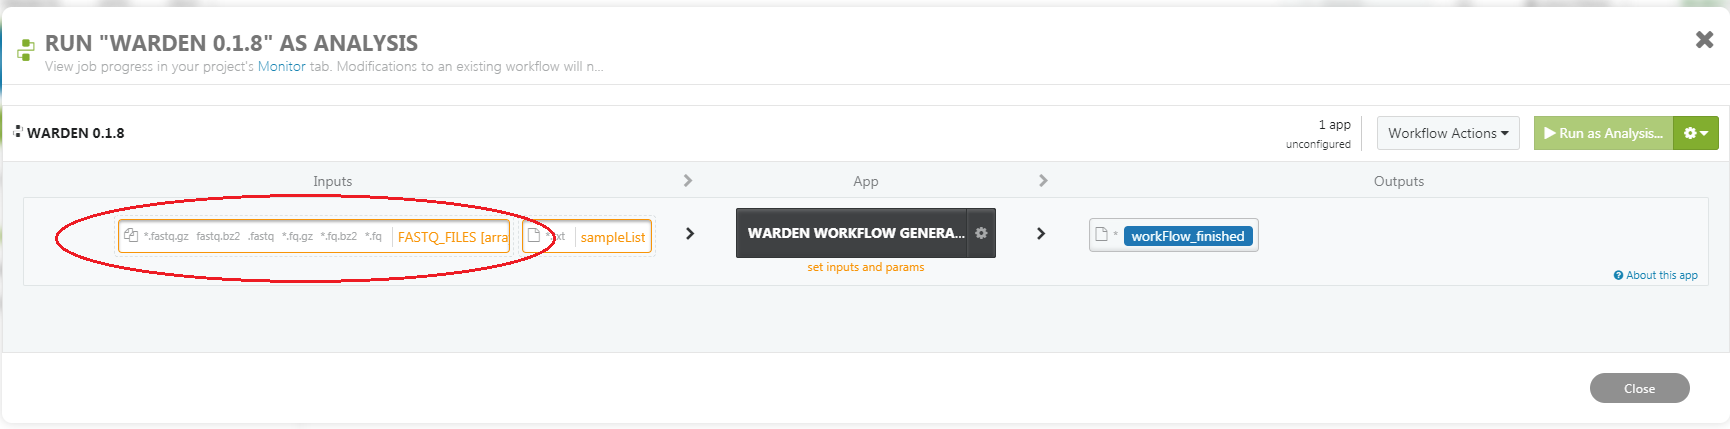 RUN "WARDEN 0.1.8" AS ANALYSIS
View job progress in your project's Monitor tab. Modifications to an existing workflow will n...
WARDEN 0.1.8
1 app
unconfigured
Workflow Actions
Run as Analysis...
Inputs
App
Outputs
*.fastq.gz fastq.bz2 .fastq *.fq.gz *.fq.bz2 *.fq FASTQ_FILES [arra
sampleList
WARDEN WORKFLOW GENERA...
set inputs and params
* workFlow_finished
About this app
Close